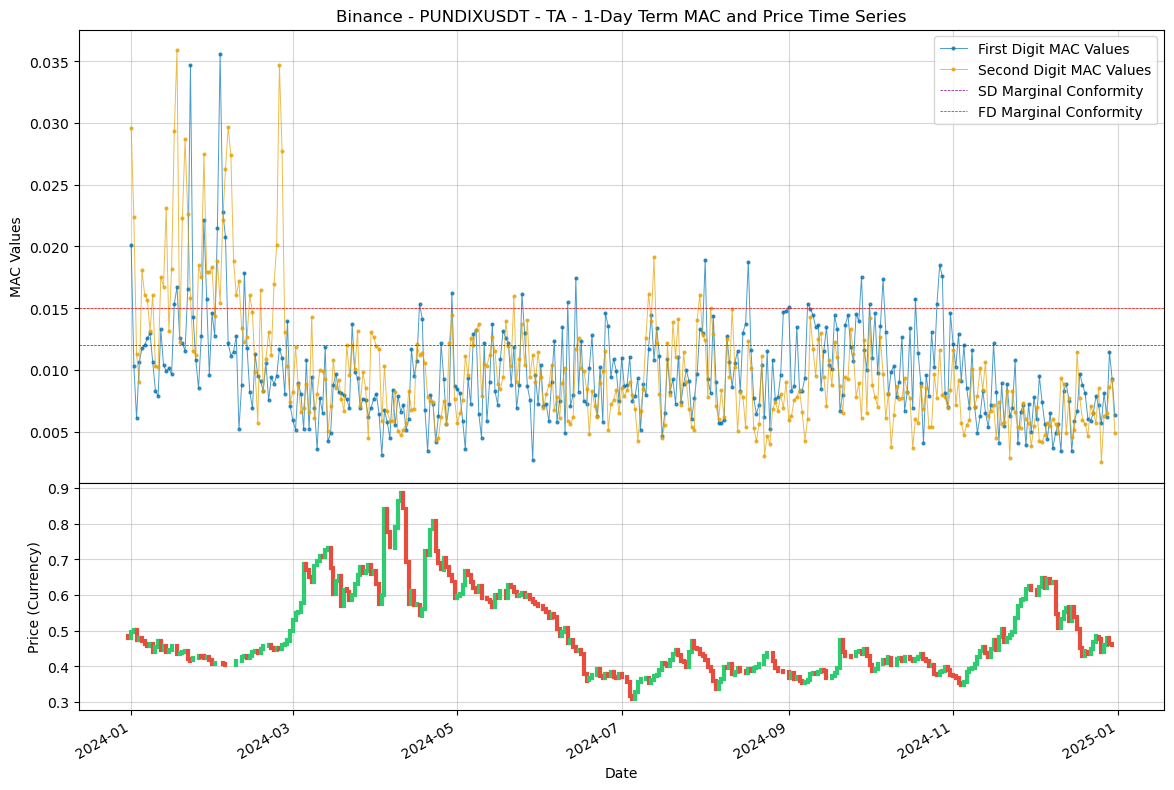 Binance - PUNDIXUSDT - TA - 1-Day Term MAC and Price Time Series
First Digit MAC Values
Second Digit MAC Values
SD Marginal Conformity
FD Marginal Conformity
MAC Values
0.035
0.030
0.025
0.020
0.015
0.010
0.005
Price (Currency)
0.9
0.8
0.7
0.6
0.5
0.4
0.3
2024-01
2024-03
2024-05
2024-07
2024-09
2024-11
2025-01
Date